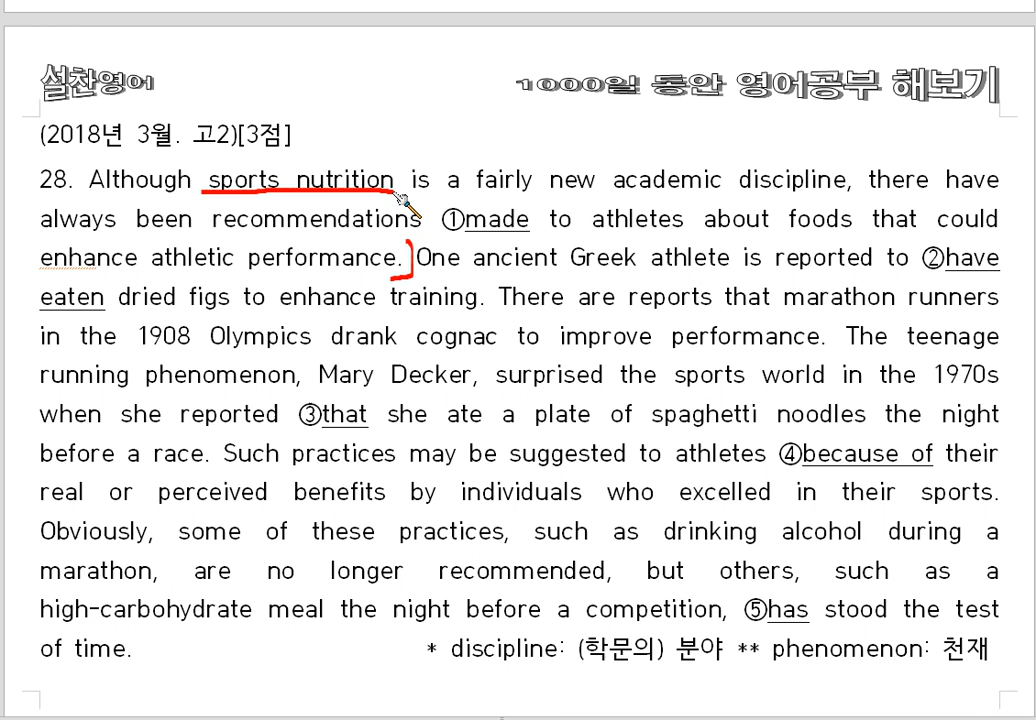 설찬영어 1000일 동안 영어공부 해보기
(2018년 3월. 고2)[3점]
28. Although sports nutrition is a fairly new academic discipline, there have
always been recommendations ①made to athletes about foods that could
enhance athletic performance. One ancient Greek athlete is reported to ②have
eaten dried figs to enhance training. There are reports that marathon runners
in the 1908 Olympics drank cognac to improve performance. The teenage
running phenomenon, Mary Decker, surprised the sports world in the 1970s
when she reported ③that she ate a plate of spaghetti noodles the night
before a race. Such practices may be suggested to athletes ④because of their
real or perceived benefits by individuals who excelled in their sports.
Obviously, some of these practices, such as drinking alcohol during a
marathon, are no longer recommended, but others, such as a
high-carbohydrate meal the night before a competition, ⑤has stood the test
of time. * discipline: (학문의) 분야 ** phenomenon: 천재